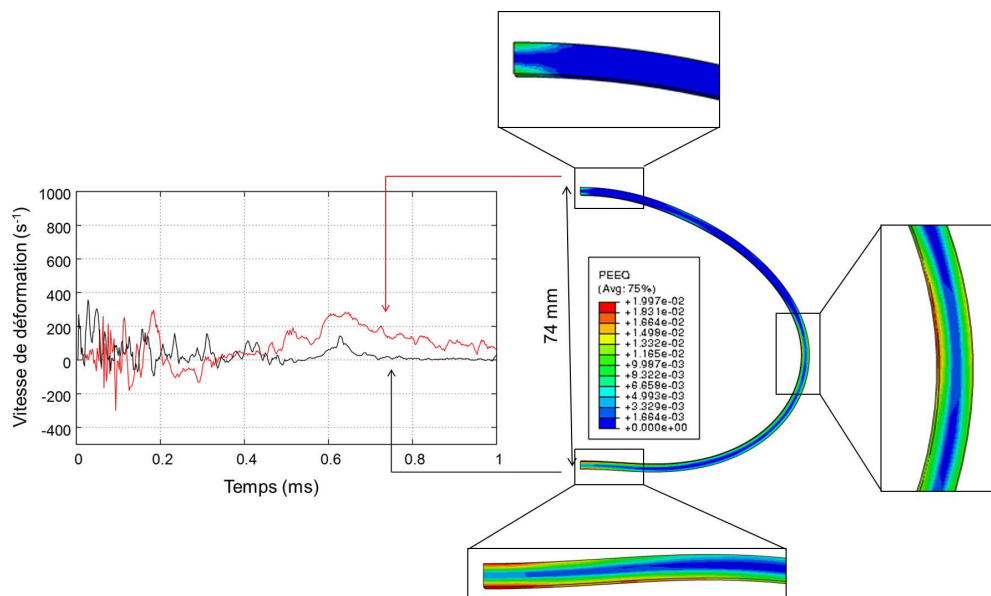 1000
800
600
400
200
0
-200
-400
0
0.2
0.4
0.6
0.8
1
Vitesse de déformation (s⁻¹)
Temps (ms)
74 mm
PEEQ
(Avg: 75%)
+1.997e-02
+1.831e-02
+1.664e-02
+1.498e-02
+1.332e-02
+1.165e-02
+9.987e-03
+8.322e-03
+6.658e-03
+4.993e-03
+3.329e-03
+1.664e-03
+0.000e+00